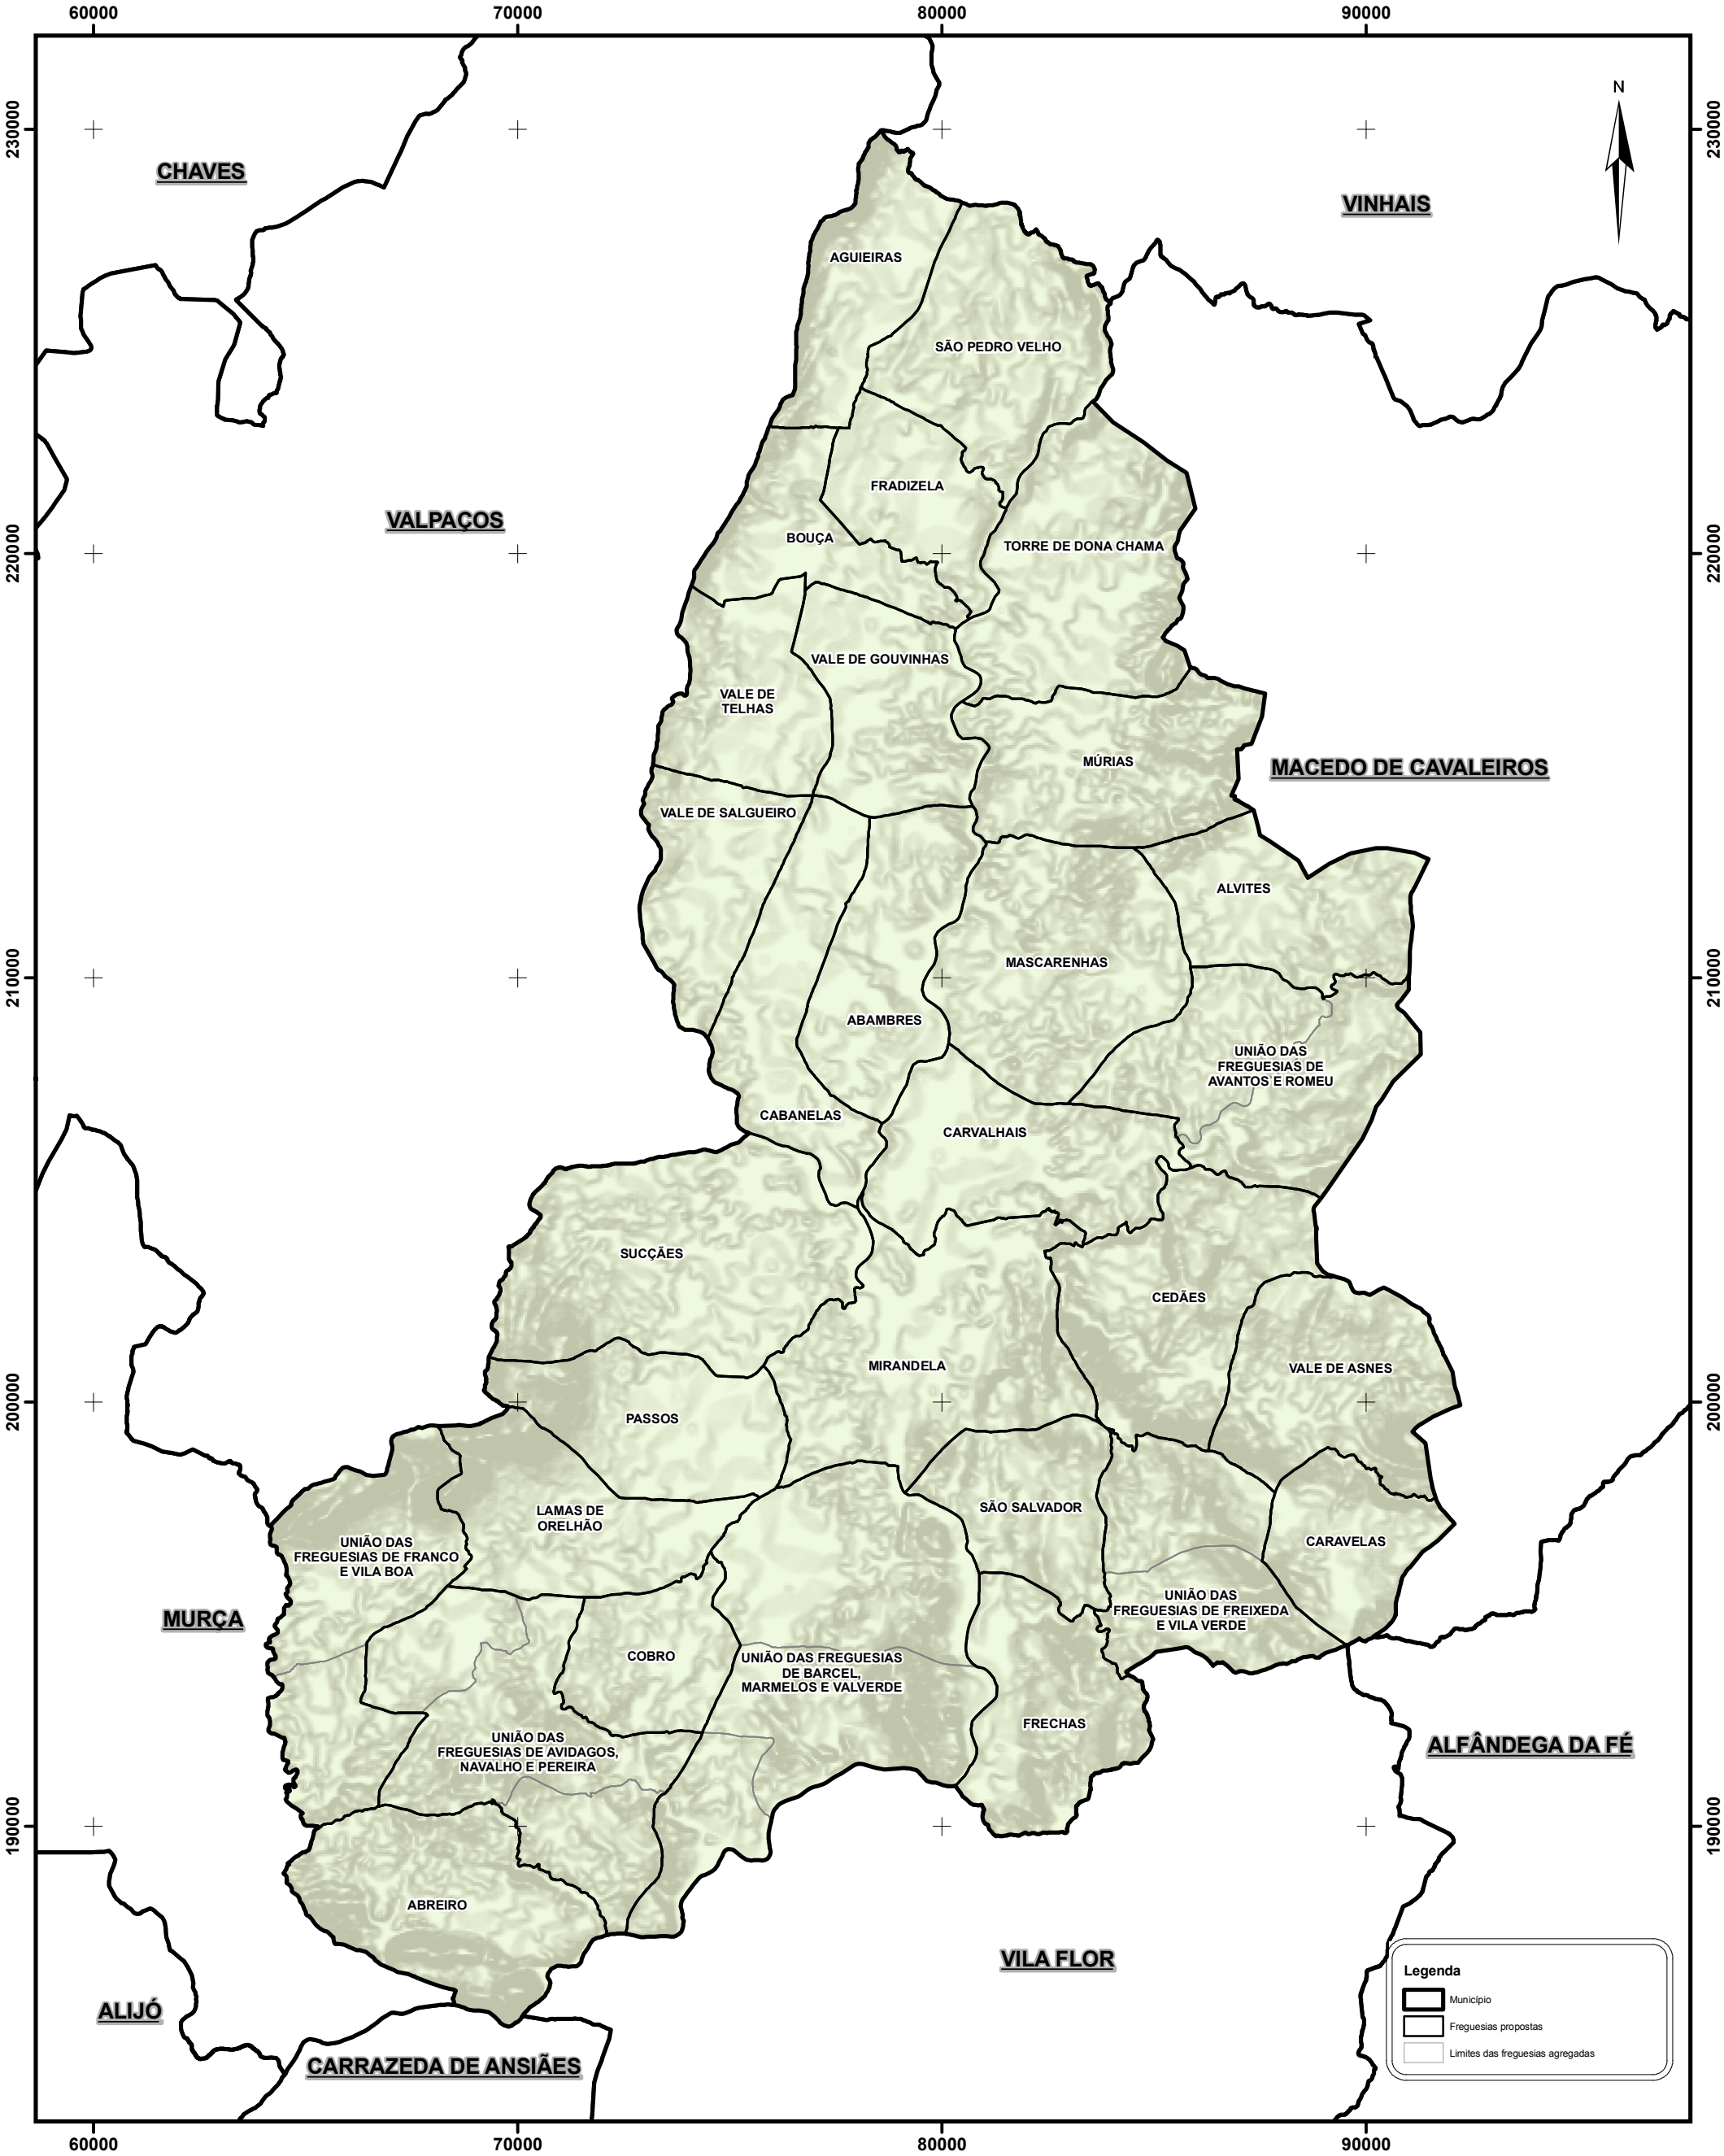 60000
70000
80000
90000
230000
230000
N
CHAVES
VINHAIS
AGUIEIRAS
SÃO PEDRO VELHO
FRADIZELA
VALPAÇOS
BOUÇA
TORRE DE DONA CHAMA
220000
220000
VALE DE GOUVINHAS
VALE DE
TELHAS
MÚRIAS
MACEDO DE CAVALEIROS
VALE DE SALGUEIRO
ALVITES
MASCARENHAS
210000
210000
ABAMBRES
UNIÃO DAS
FREGUESIAS DE
AVANTOS E ROMEU
CABANELAS
CARVALHAIS
SUCÇÃES
CEDÃES
MIRANDELA
VALE DE ASNES
200000
200000
PASSOS
LAMAS DE
ORELHÃO
SÃO SALVADOR
CARAVELAS
UNIÃO DAS
FREGUESIAS DE FRANCO
E VILA BOA
UNIÃO DAS
FREGUESIAS DE FREIXEDA
E VILA VERDE
MURÇA
COBRO
UNIÃO DAS FREGUESIAS
DE BARCEL,
MARMELOS E VALVERDE
FRECHAS
UNIÃO DAS
FREGUESIAS DE AVIDAGOS,
NAVALHO E PEREIRA
ALFÂNDEGA DA FÉ
190000
190000
ABREIRO
VILA FLOR
ALIJÓ
CARRAZEDA DE ANSIÃES
Legenda
Município
Freguesias propostas
Limites das freguesias agregadas
60000
70000
80000
90000